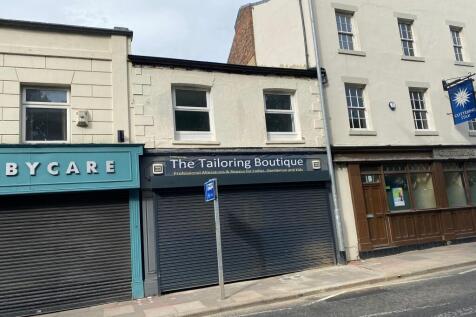 BYCARE
The Tailoring Boutique
Professional Alterations & Repairs for Ladies, Gentlemen and Kids